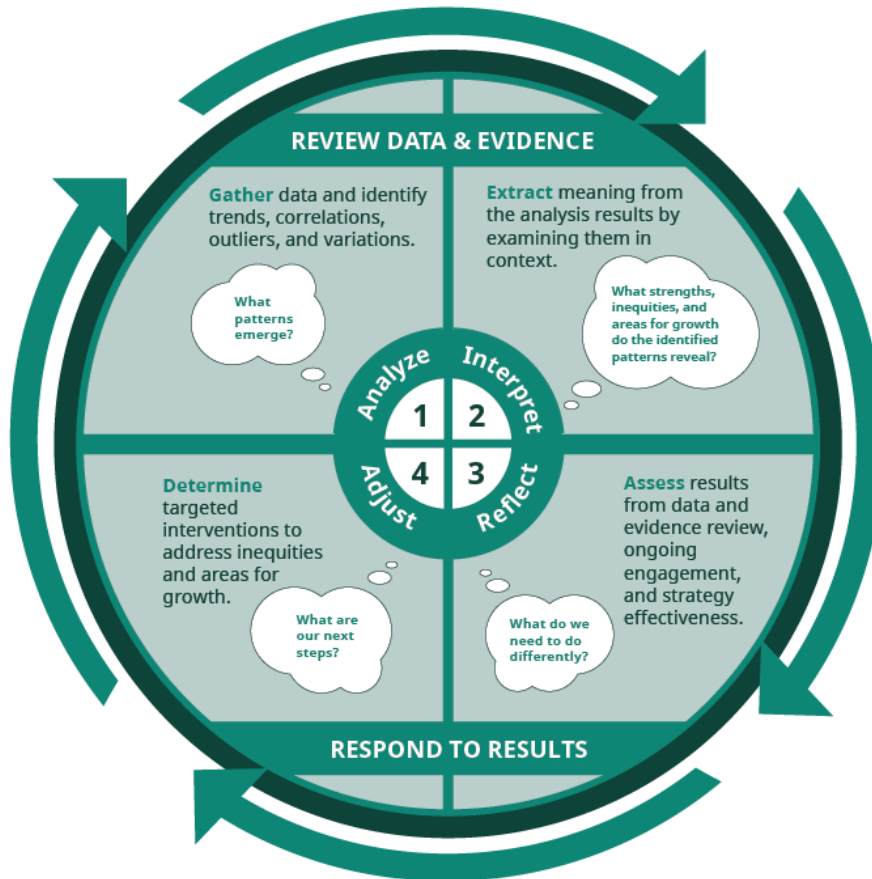 REVIEW DATA & EVIDENCE
Gather data and identify
trends, correlations,
outliers, and variations.
What
patterns
emerge?
Extract meaning from
the analysis results by
examining them in
context.
What strengths,
inequities, and
areas for growth
do the identified
patterns reveal?
Analyze
Interpret
1
2
4
3
Adjust
Reflect
Assess results
from data and
evidence review,
ongoing
engagement,
and strategy
effectiveness.
What do we
need to do
differently?
Determine
targeted
interventions to
address inequities
and areas for
growth.
What are
our next
steps?
RESPOND TO RESULTS